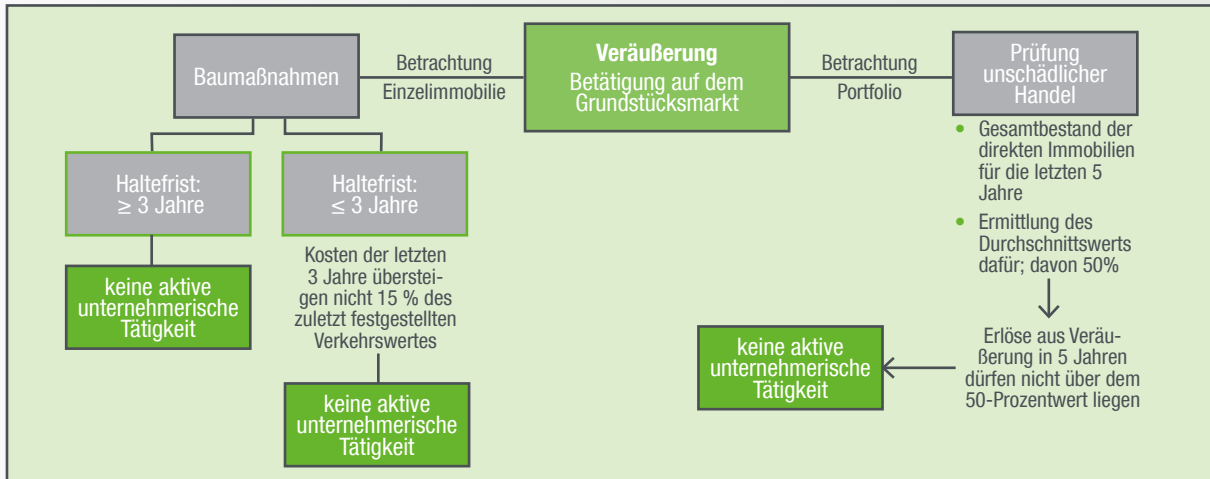 Veräußerung
Betätigung auf dem
Grundstücksmarkt
Betrachtung
Einzelimmobilie
Baumaßnahmen
Haltefrist:
≥ 3 Jahre
keine aktive
unternehmerische
Tätigkeit
Haltefrist:
≤ 3 Jahre
Kosten der letzten
3 Jahre überstei-
gen nicht 15 % des
zuletzt festgestellten
Verkehrswertes
keine aktive
unternehmerische
Tätigkeit
Betrachtung
Portfolio
Prüfung
unschädlicher
Handel
• Gesamtbestand der
direkten Immobilien
für die letzten 5
Jahre
• Ermittlung des
Durchschnittswerts
dafür; davon 50%
Erlöse aus Veräu-
ßerung in 5 Jahren
dürfen nicht über dem
50-Prozentwert liegen
keine aktive
unternehmerische
Tätigkeit